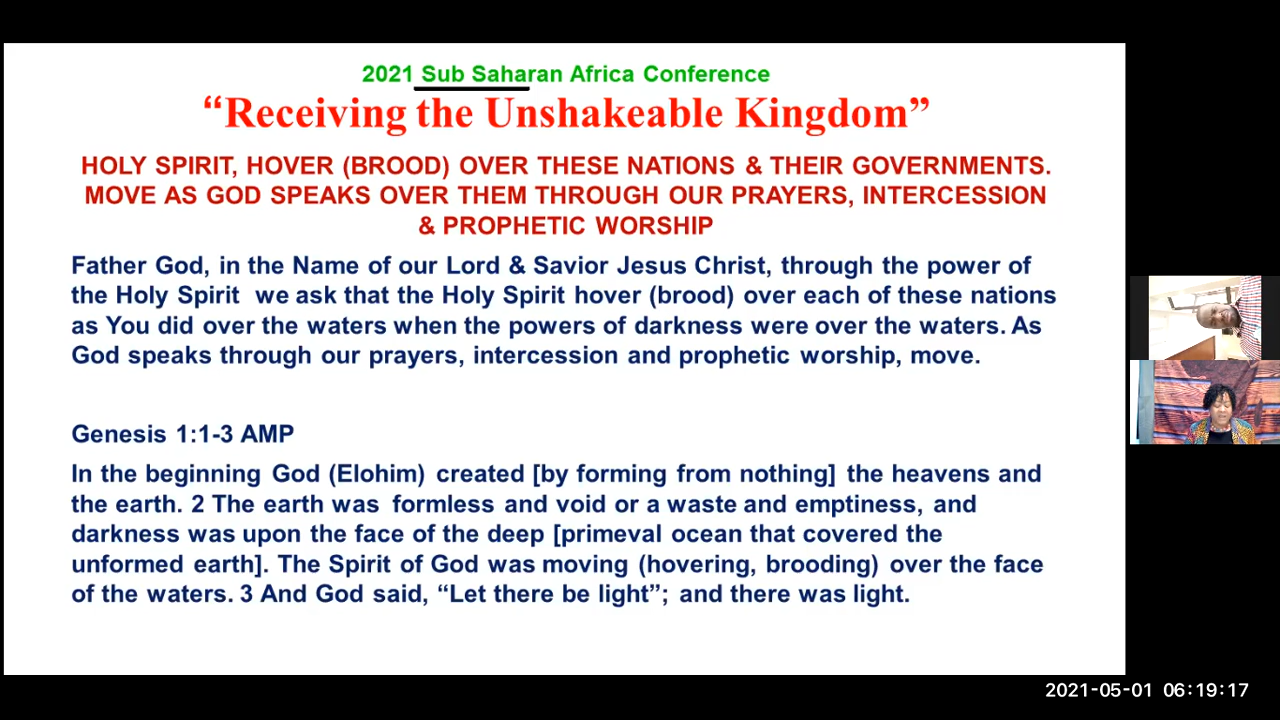 2021 Sub Saharan Africa Conference
“Receiving the Unshakeable Kingdom”
HOLY SPIRIT, HOVER (BROOD) OVER THESE NATIONS & THEIR GOVERNMENTS.
MOVE AS GOD SPEAKS OVER THEM THROUGH OUR PRAYERS, INTERCESSION
& PROPHETIC WORSHIP
Father God, in the Name of our Lord & Savior Jesus Christ, through the power of
the Holy Spirit we ask that the Holy Spirit hover (brood) over each of these nations
as You did over the waters when the powers of darkness were over the waters. As
God speaks through our prayers, intercession and prophetic worship, move.
Genesis 1:1-3 AMP
In the beginning God (Elohim) created [by forming from nothing] the heavens and
the earth. 2 The earth was formless and void or a waste and emptiness, and
darkness was upon the face of the deep [primeval ocean that covered the
unformed earth]. The Spirit of God was moving (hovering, brooding) over the face
of the waters. 3 And God said, “Let there be light”; and there was light.
2021-05-01 06:19:17